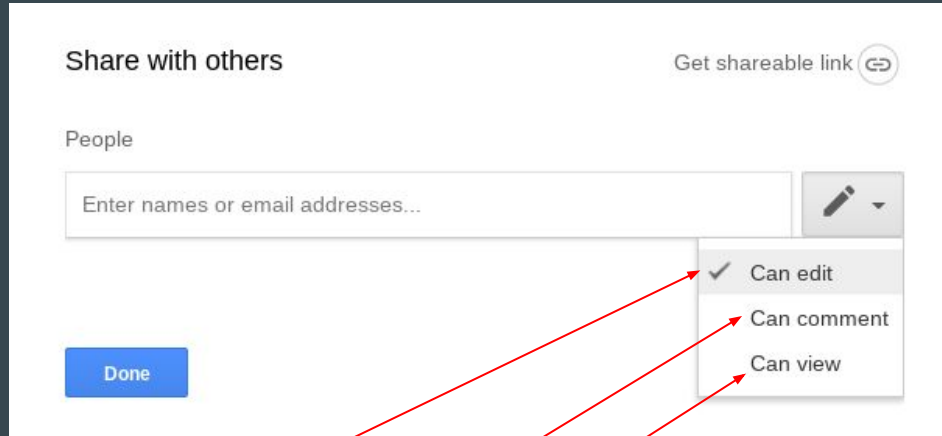 Share with others
Get shareable link
People
Enter names or email addresses...
Can edit
Can comment
Can view
Done